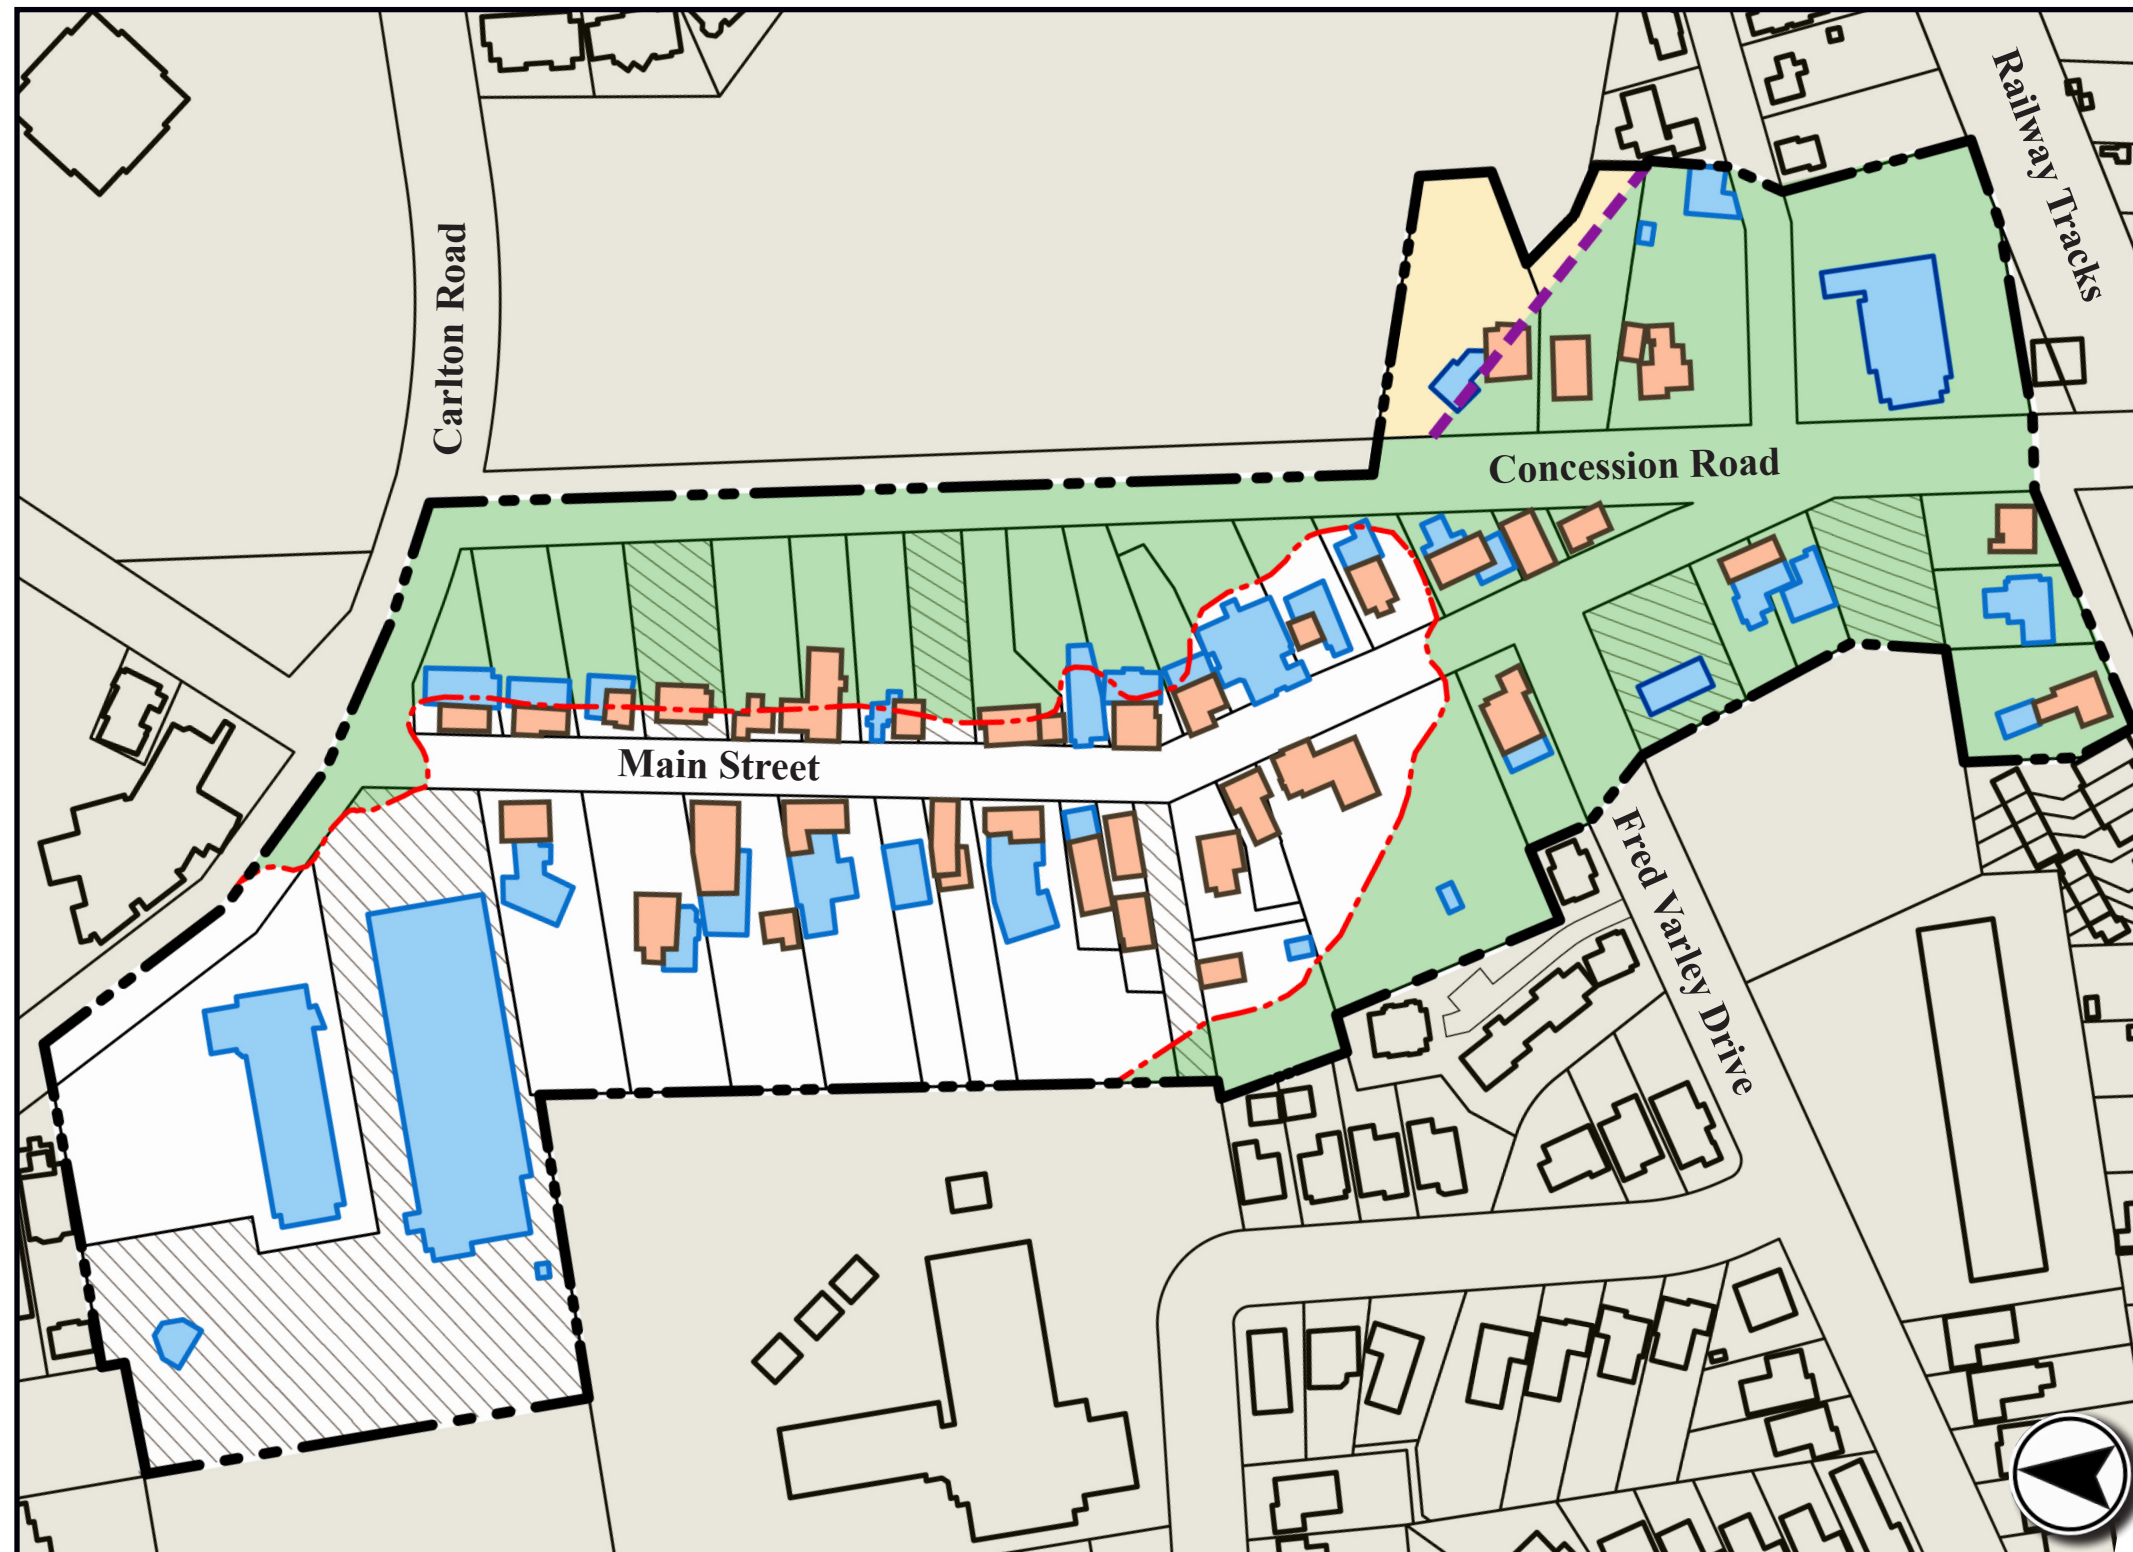 Railway Tracks
Carlton Road
Concession Road
Main Street
Fred Varley Drive